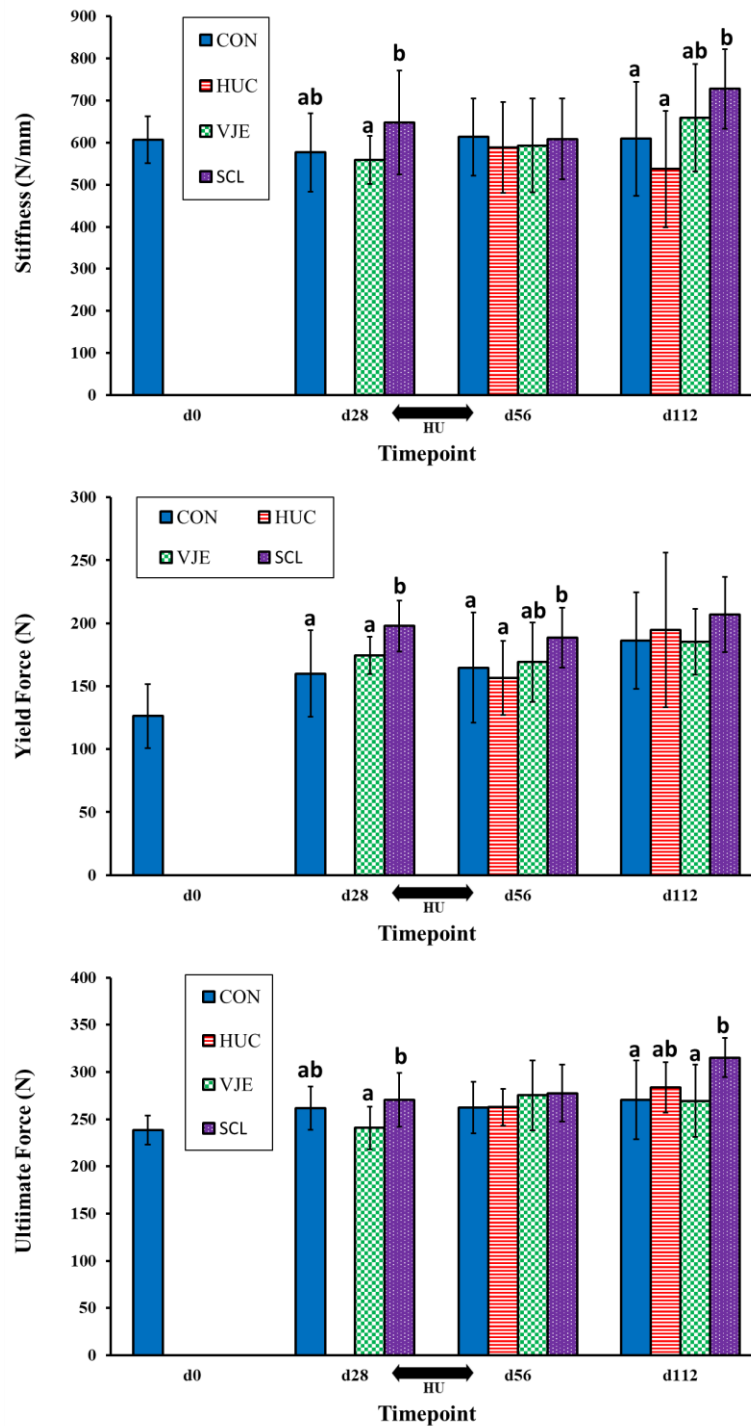 Stiffness (N/mm)
900
800
700
600
500
400
300
200
100
0
CON
HUC
VJE
SCL
ab
a
b
a
a
ab
b
d0
d28
HU
d56
d112
Timepoint
Yield Force (N)
300
250
200
150
100
50
0
CON
HUC
VJE
SCL
a
a
b
a
a
ab
b
d0
d28
HU
d56
d112
Timepoint
Ultiimate Force (N)
400
350
300
250
200
150
100
50
0
CON
HUC
VJE
SCL
ab
a
b
a
ab
a
b
d0
d28
HU
d56
d112
Timepoint